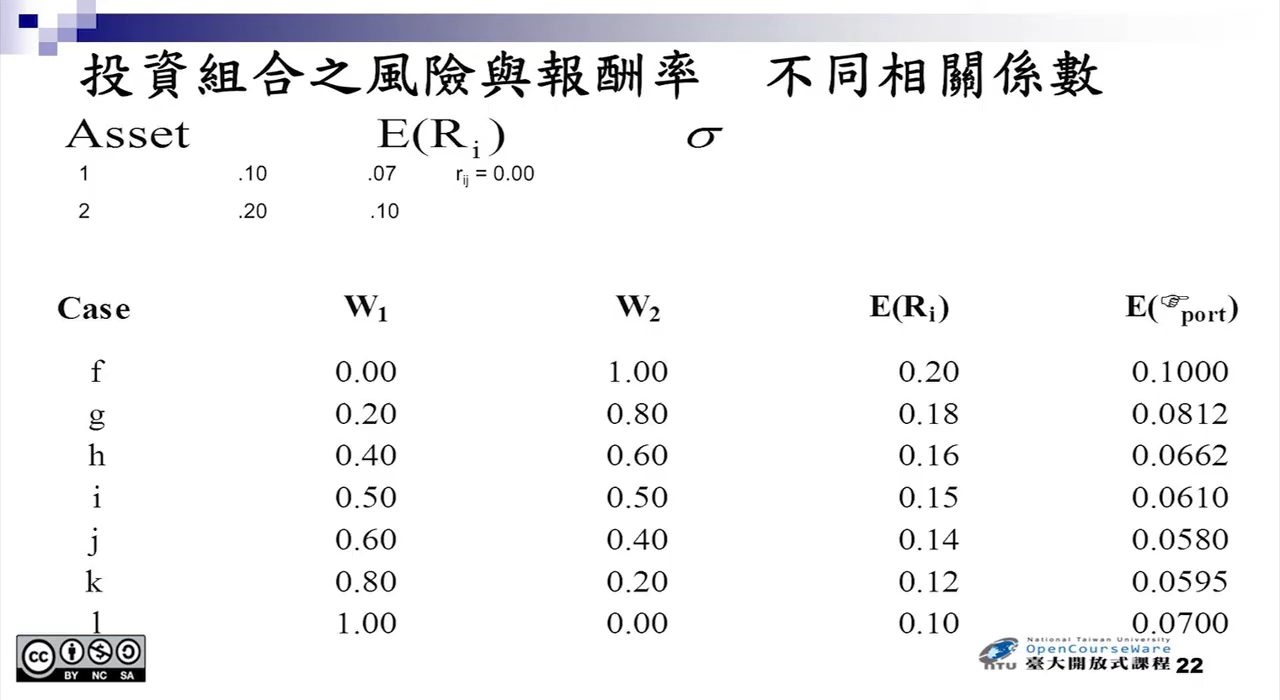 投資組合之風險與報酬率 不同相關係數
Asset E(Ri) σ
1 .10 .07 rij = 0.00
2 .20 .10
Case W1 W2 E(Ri) E(☞port)
f 0.00 1.00 0.20 0.1000
g 0.20 0.80 0.18 0.0812
h 0.40 0.60 0.16 0.0662
i 0.50 0.50 0.15 0.0610
j 0.60 0.40 0.14 0.0580
k 0.80 0.20 0.12 0.0595
l 1.00 0.00 0.10 0.0700
cc BY NC SA
National Taiwan University
OpenCourseWare
NTU 臺大開放式課程 22